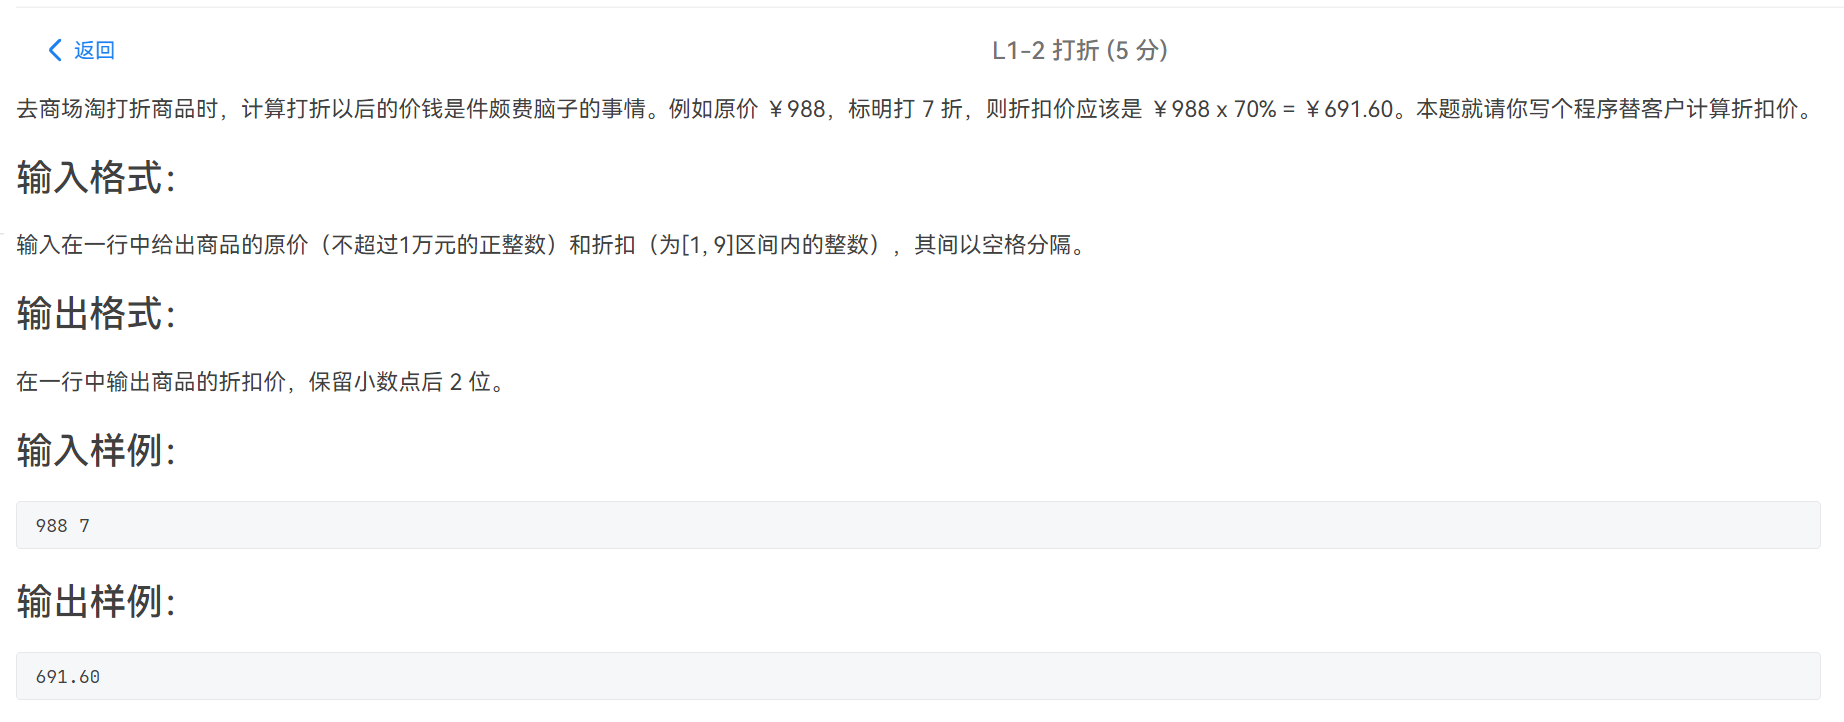 返回
L1-2 打折 (5 分)
去商场淘打折商品时，计算打折以后的价钱是件颇费脑子的事情。例如原价 ￥988，标明打 7 折，则折扣价应该是 ￥988 x 70% = ￥691.60。本题就请你写个程序替客户计算折扣价。
输入格式：
输入在一行中给出商品的原价（不超过1万元的正整数）和折扣（为[1, 9]区间内的整数），其间以空格分隔。
输出格式：
在一行中输出商品的折扣价，保留小数点后 2 位。
输入样例：
988 7
输出样例：
691.60